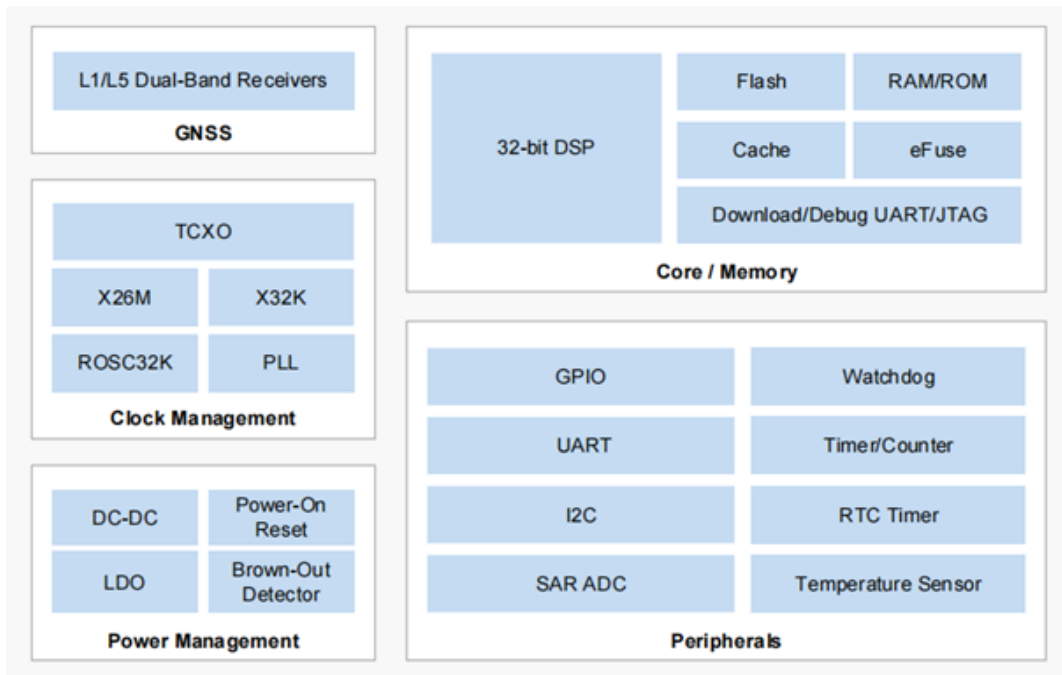 L1/L5 Dual-Band Receivers
GNSS
TCXO
X26M
X32K
ROSC32K
PLL
Clock Management
DC-DC
Power-On
Reset
LDO
Brown-Out
Detector
Power Management
32-bit DSP
Flash
RAM/ROM
Cache
eFuse
Download/Debug UART/JTAG
Core / Memory
GPIO
Watchdog
UART
Timer/Counter
I2C
RTC Timer
SAR ADC
Temperature Sensor
Peripherals